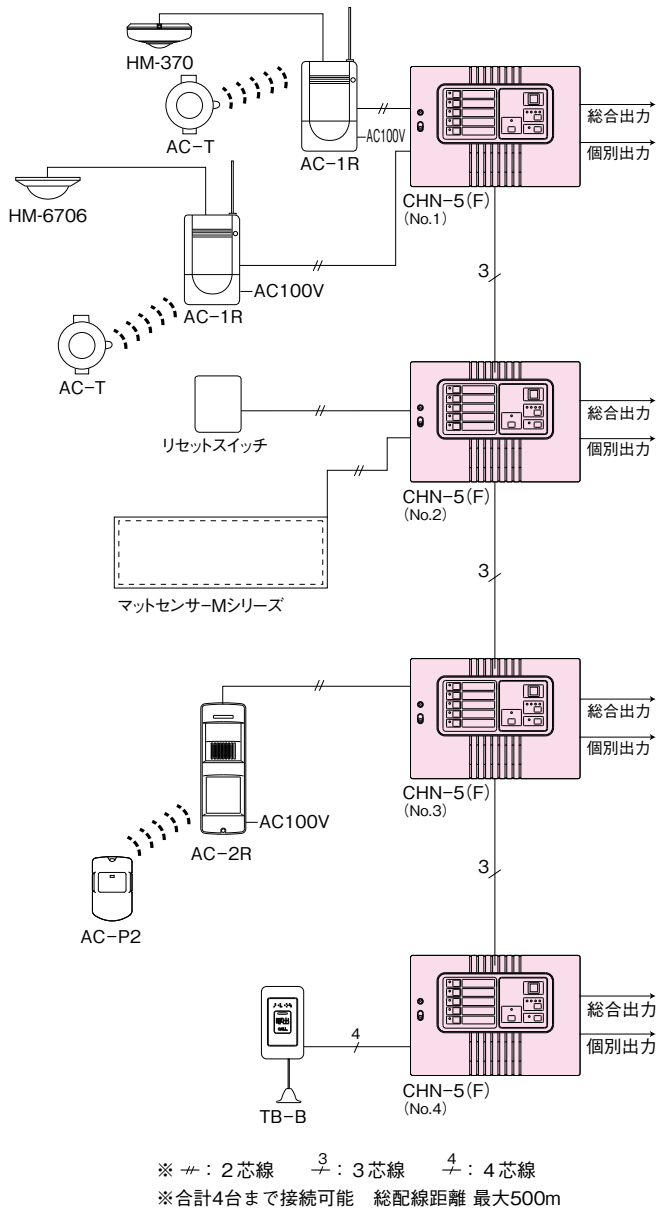 HM-370
AC-T
AC-1R
AC100V
CHN-5(F)
(No.1)
総合出力
個別出力
HM-6706
AC-1R
AC100V
AC-T
3
リセットスイッチ
CHN-5(F)
(No.2)
総合出力
個別出力
マットセンサーMシリーズ
3
CHN-5(F)
(No.3)
総合出力
個別出力
AC100V
AC-2R
AC-P2
3
呼出
4
TB-B
CHN-5(F)
(No.4)
総合出力
個別出力
※ : 2芯線 3 : 3芯線 4 : 4芯線
※合計4台まで接続可能 総配線距離 最大500m